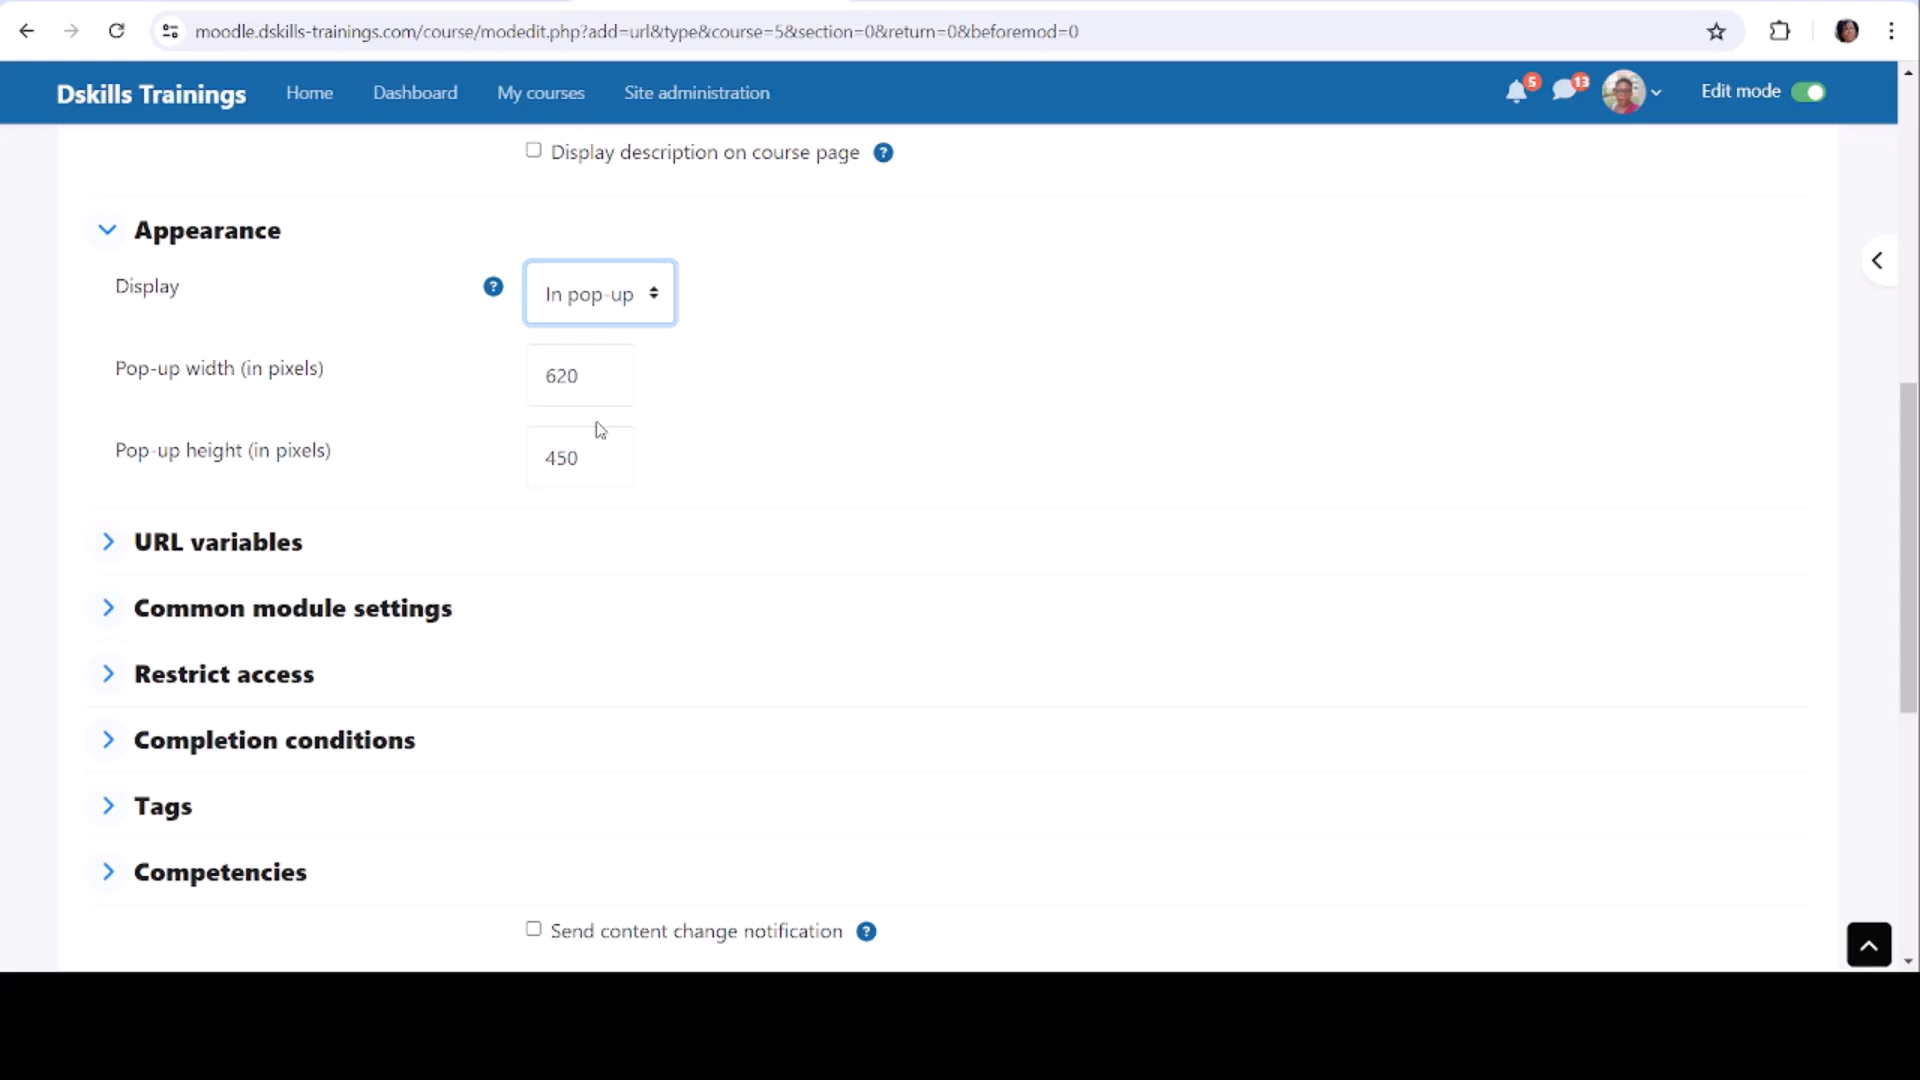 moodle.dskills-trainings.com/course/modedit.php?add=url&type&course=5&section=0&return=0&beforemod=0
Dskills Trainings Home Dashboard My courses Site administration 5 13 Edit mode
Display description on course page ?
Appearance
Display ? In pop-up
Pop-up width (in pixels) 620
Pop-up height (in pixels) 450
URL variables
Common module settings
Restrict access
Completion conditions
Tags
Competencies
Send content change notification ?